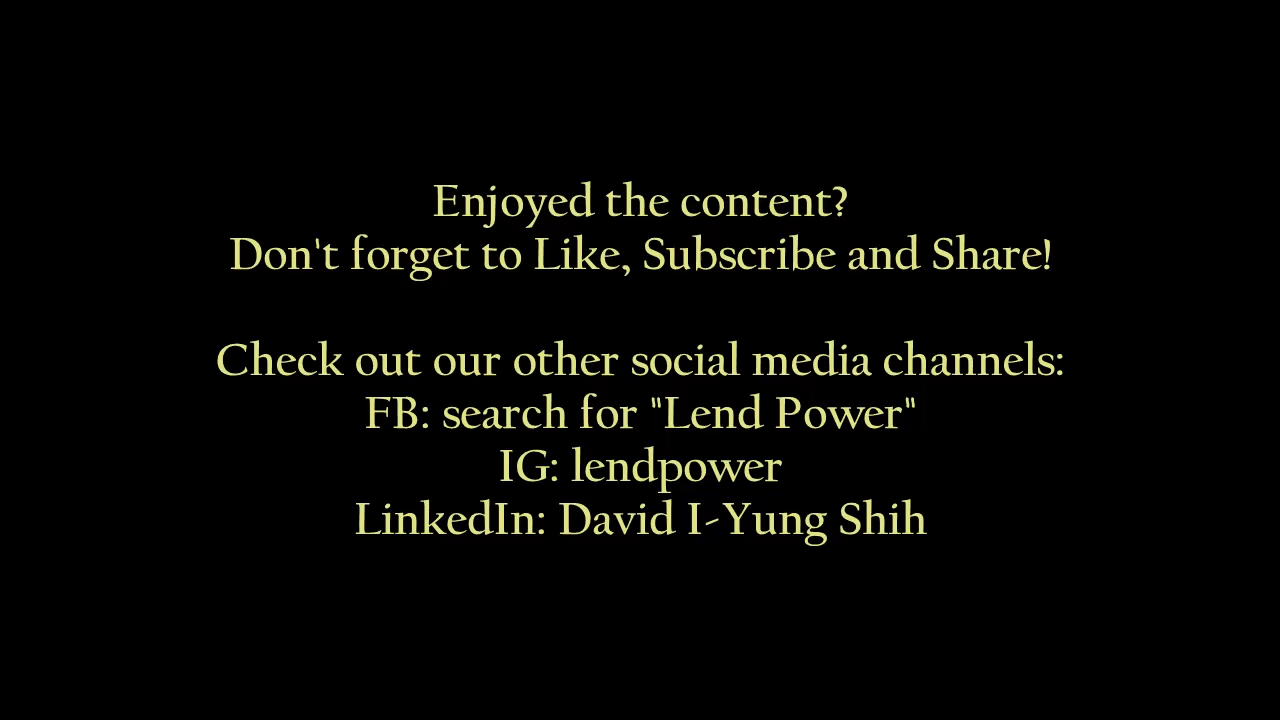 Enjoyed the content?
Don't forget to Like, Subscribe and Share!
Check out our other social media channels:
FB: search for "Lend Power"
IG: lendpower
LinkedIn: David I-Yung Shih